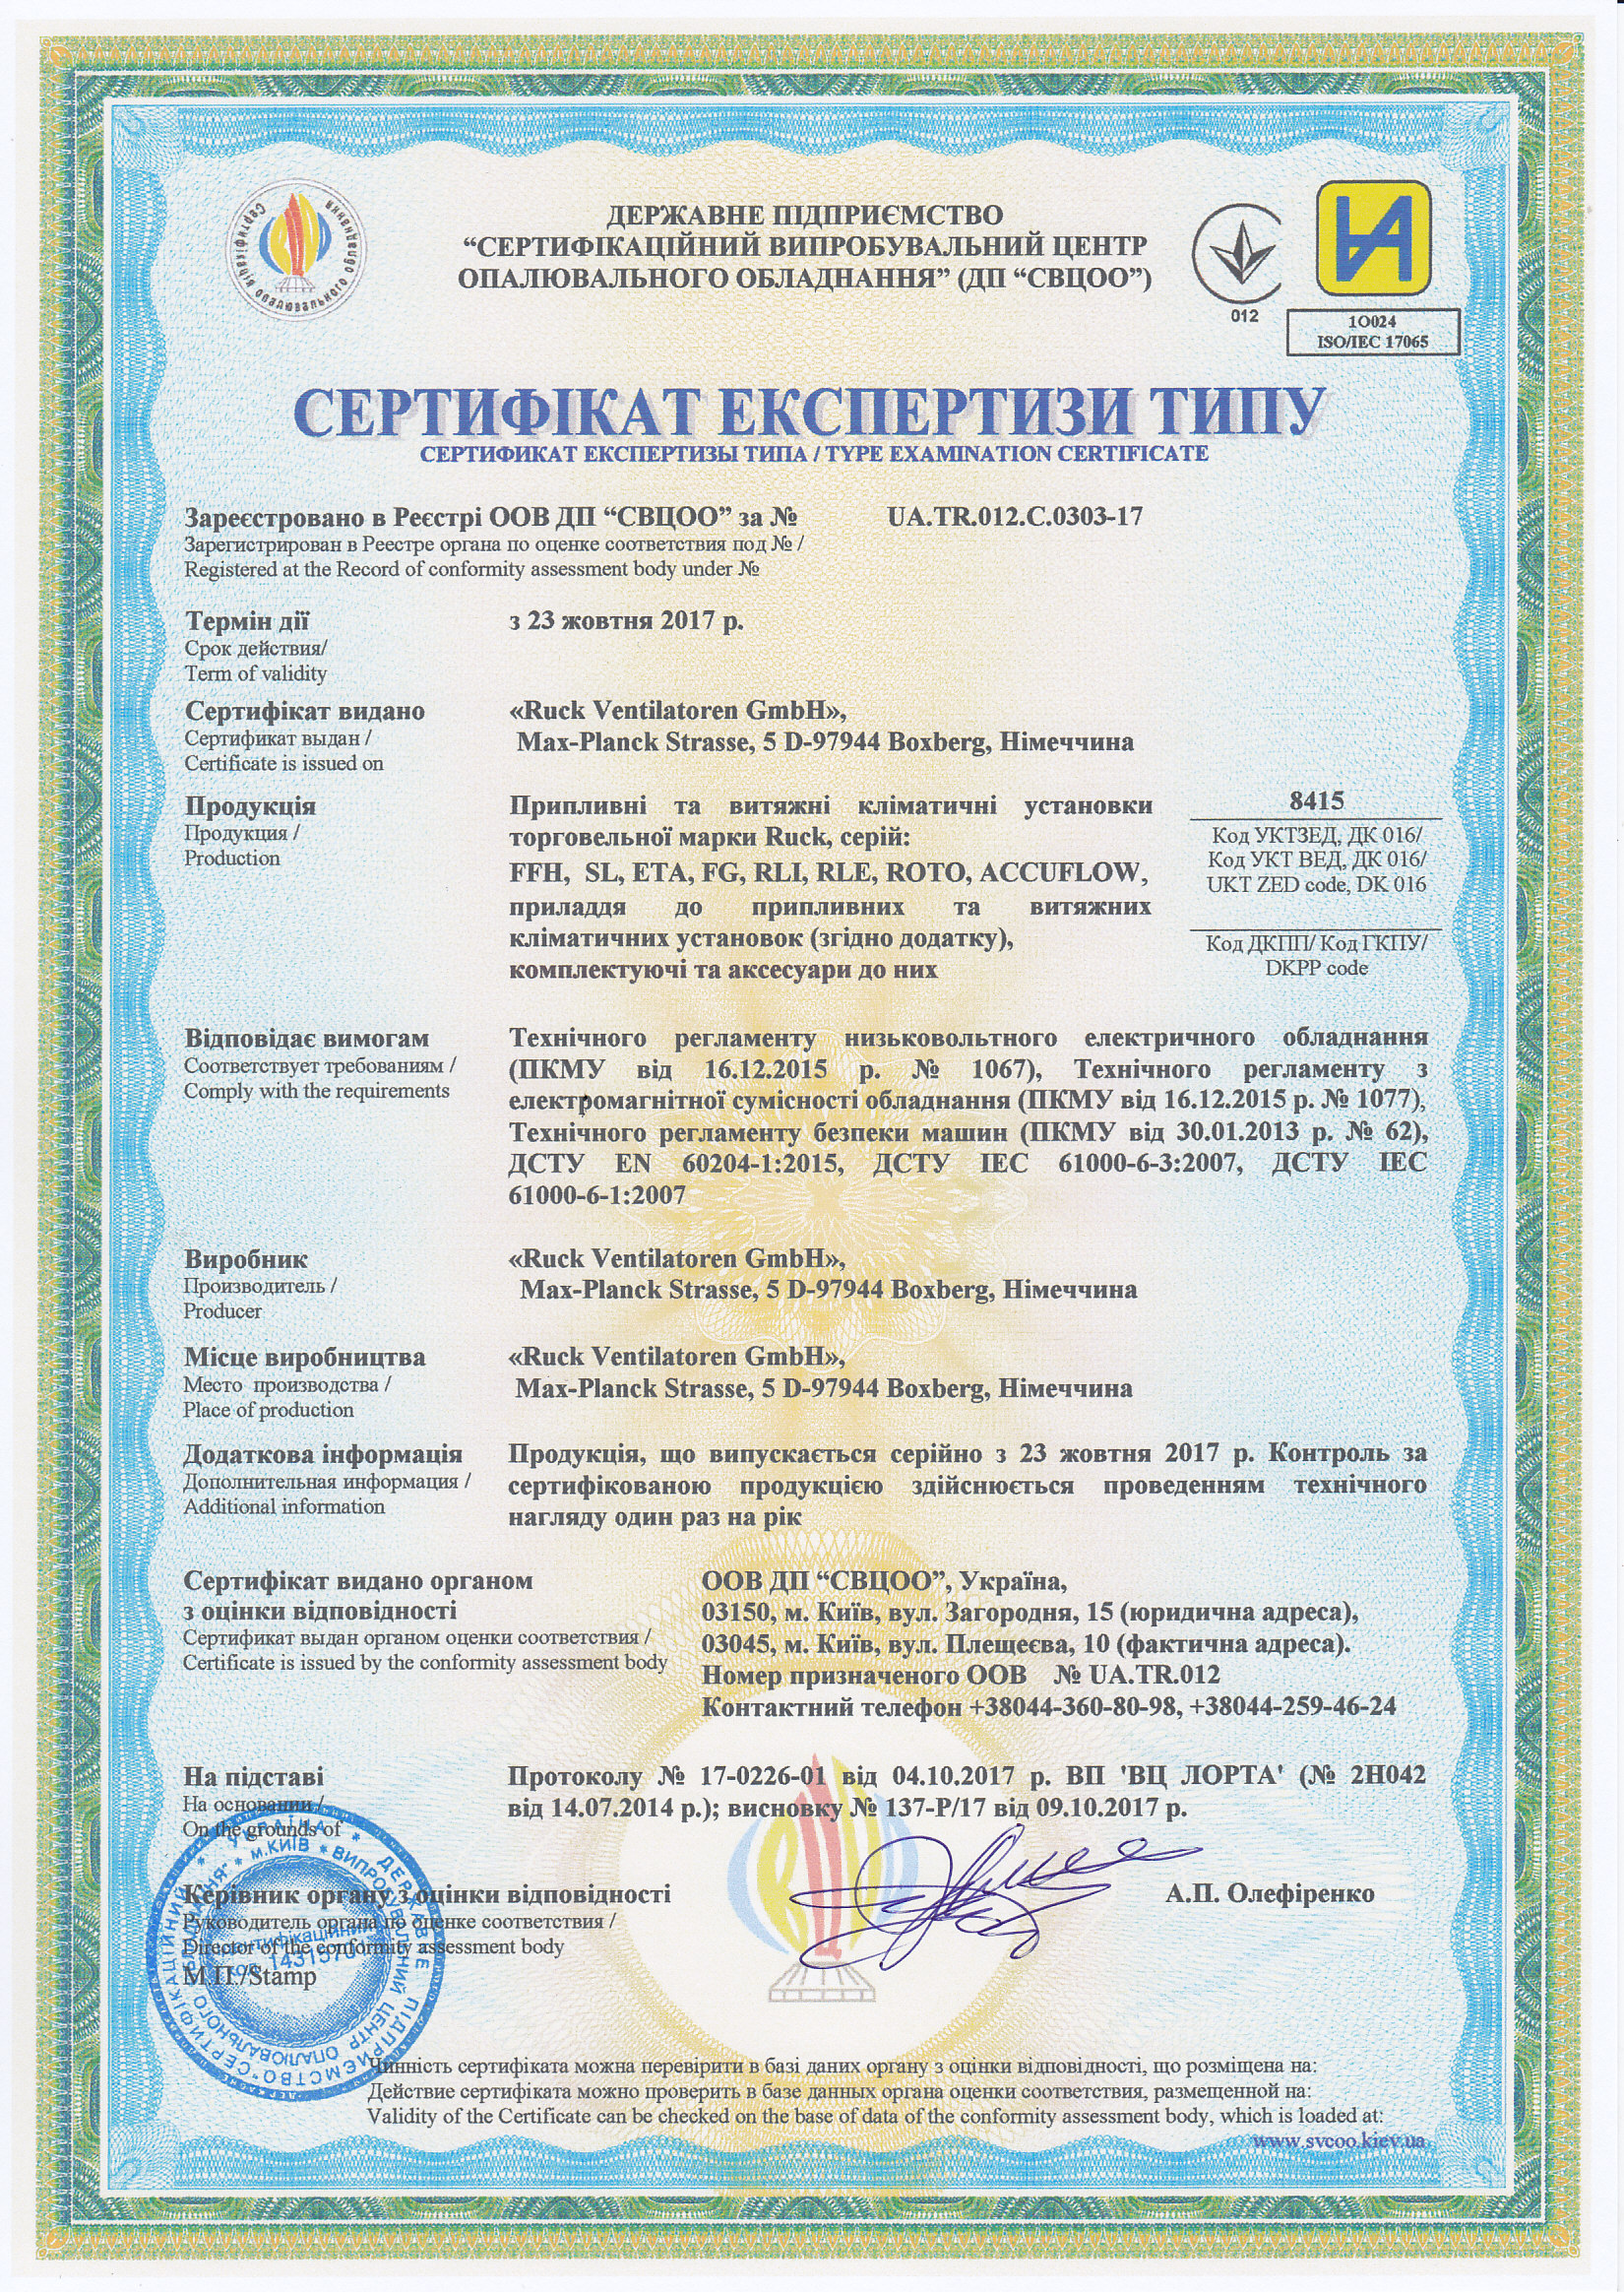 Сертифікація опалювального обладнання
ДЕРЖАВНЕ ПІДПРИЄМСТВО
“СЕРТИФІКАЦІЙНИЙ ВИПРОБУВАЛЬНИЙ ЦЕНТР
ОПАЛЮВАЛЬНОГО ОБЛАДНАННЯ” (ДП “СВЦОО”)
012
1О024
ISO/IEC 17065
СЕРТИФІКАТ ЕКСПЕРТИЗИ ТИПУ
СЕРТИФИКАТ ЕКСПЕРТИЗЫ ТИПА / TYPE EXAMINATION CERTIFICATE
Зареєстровано в Реєстрі ООВ ДП “СВЦОО” за № UA.TR.012.C.0303-17
Зарегистрирован в Реестре органа по оценке соответствия под № /
Registered at the Record of conformity assessment body under №
Термін дії з 23 жовтня 2017 р.
Срок действия/
Term of validity
Сертифікат видано «Ruck Ventilatoren GmbH»,
Сертификат выдан / Max-Planck Strasse, 5 D-97944 Boxberg, Німеччина
Certificate is issued on
Продукція
Продукция /
Production
Припливні та витяжні кліматичні установки
торговельної марки Ruck, серій:
FFH, SL, ETA, FG, RLI, RLE, ROTO, ACCUFLOW,
приладдя до припливних та витяжних
кліматичних установок (згідно додатку),
комплектуючі та аксесуари до них
8415
Код УКТЗЕД, ДК 016/
Код УКТ ВЕД, ДК 016/
UKT ZED code, DK 016
Код ДКПП/ Код ГКПУ/
DKPP code
Відповідає вимогам
Соответствует требованиям /
Comply with the requirements
Технічного регламенту низьковольтного електричного обладнання
(ПКМУ від 16.12.2015 р. № 1067), Технічного регламенту з
електромагнітної сумісності обладнання (ПКМУ від 16.12.2015 р. № 1077),
Технічного регламенту безпеки машин (ПКМУ від 30.01.2013 р. № 62),
ДСТУ EN 60204-1:2015, ДСТУ IEC 61000-6-3:2007, ДСТУ IEC
61000-6-1:2007
Виробник «Ruck Ventilatoren GmbH»,
Производитель / Max-Planck Strasse, 5 D-97944 Boxberg, Німеччина
Producer
Місце виробництва «Ruck Ventilatoren GmbH»,
Место производства / Max-Planck Strasse, 5 D-97944 Boxberg, Німеччина
Place of production
Додаткова інформація
Дополнительная информация /
Additional information
Продукція, що випускається серійно з 23 жовтня 2017 р. Контроль за
сертифікованою продукцією здійснюється проведенням технічного
нагляду один раз на рік
Сертифікат видано органом
з оцінки відповідності
Сертификат выдан органом оценки соответствия /
Certificate is issued by the conformity assessment body
ООВ ДП “СВЦОО”, Україна,
03150, м. Київ, вул. Загородня, 15 (юридична адреса),
03045, м. Київ, вул. Плещеєва, 10 (фактична адреса).
Номер призначеного ООВ № UA.TR.012
Контактний телефон +38044-360-80-98, +38044-259-46-24
На підставі
На основании /
On the grounds of
Протоколу № 17-0226-01 від 04.10.2017 р. ВП 'ВЦ ЛОРТА' (№ 2Н042
від 14.07.2014 р.); висновку № 137-Р/17 від 09.10.2017 р.
Керівник органу з оцінки відповідності А.П. Олефіренко
Руководитель органа по оценке соответствия /
Director of the conformity assessment body
М.П./Stamp
УКРАЇНА * ДЕРЖАВНЕ ПІДПРИЄМСТВО
м.КИЇВ * ВИПРОБУВАЛЬНИЙ ЦЕНТР ОПАЛЮВАЛЬНОГО ОБЛАДНАННЯ"
Чинність сертифіката можна перевірити в базі даних органу з оцінки відповідності, що розміщена на:
Действие сертифіката можно проверить в базе данных органа оценки соответствия, размещенной на:
Validity of the Certificate can be checked on the base of data of the conformity assessment body, which is loaded at:
www.svcoo.kiev.ua